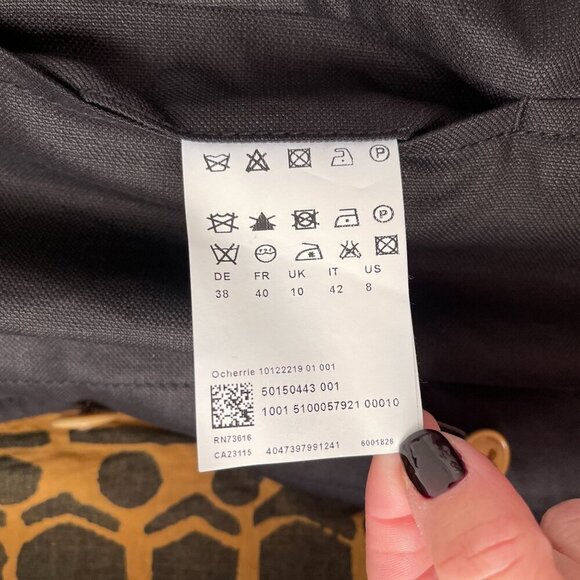 P
P
DE FR UK IT US
38 40 10 42 8
Ocherrie 10122219 01 001
50150443 001
1001 5100057921 00010
RN73616
CA23115 4047397991241 6001826